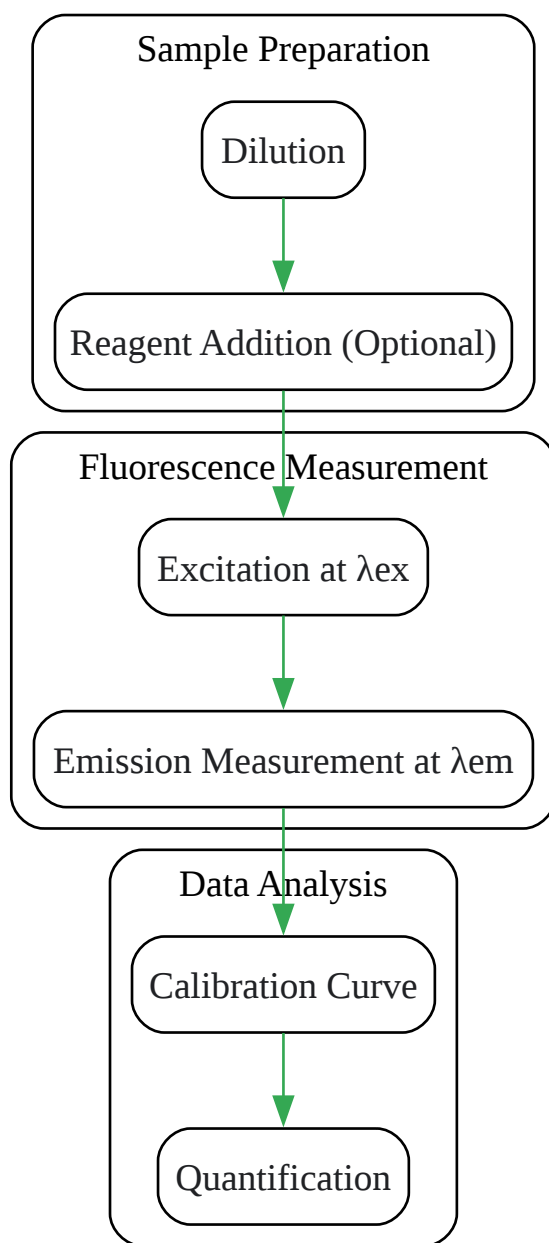 Sample Preparation
Dilution
Reagent Addition (Optional)
Fluorescence Measurement
Excitation at λex
Emission Measurement at λem
Data Analysis
Calibration Curve
Quantification